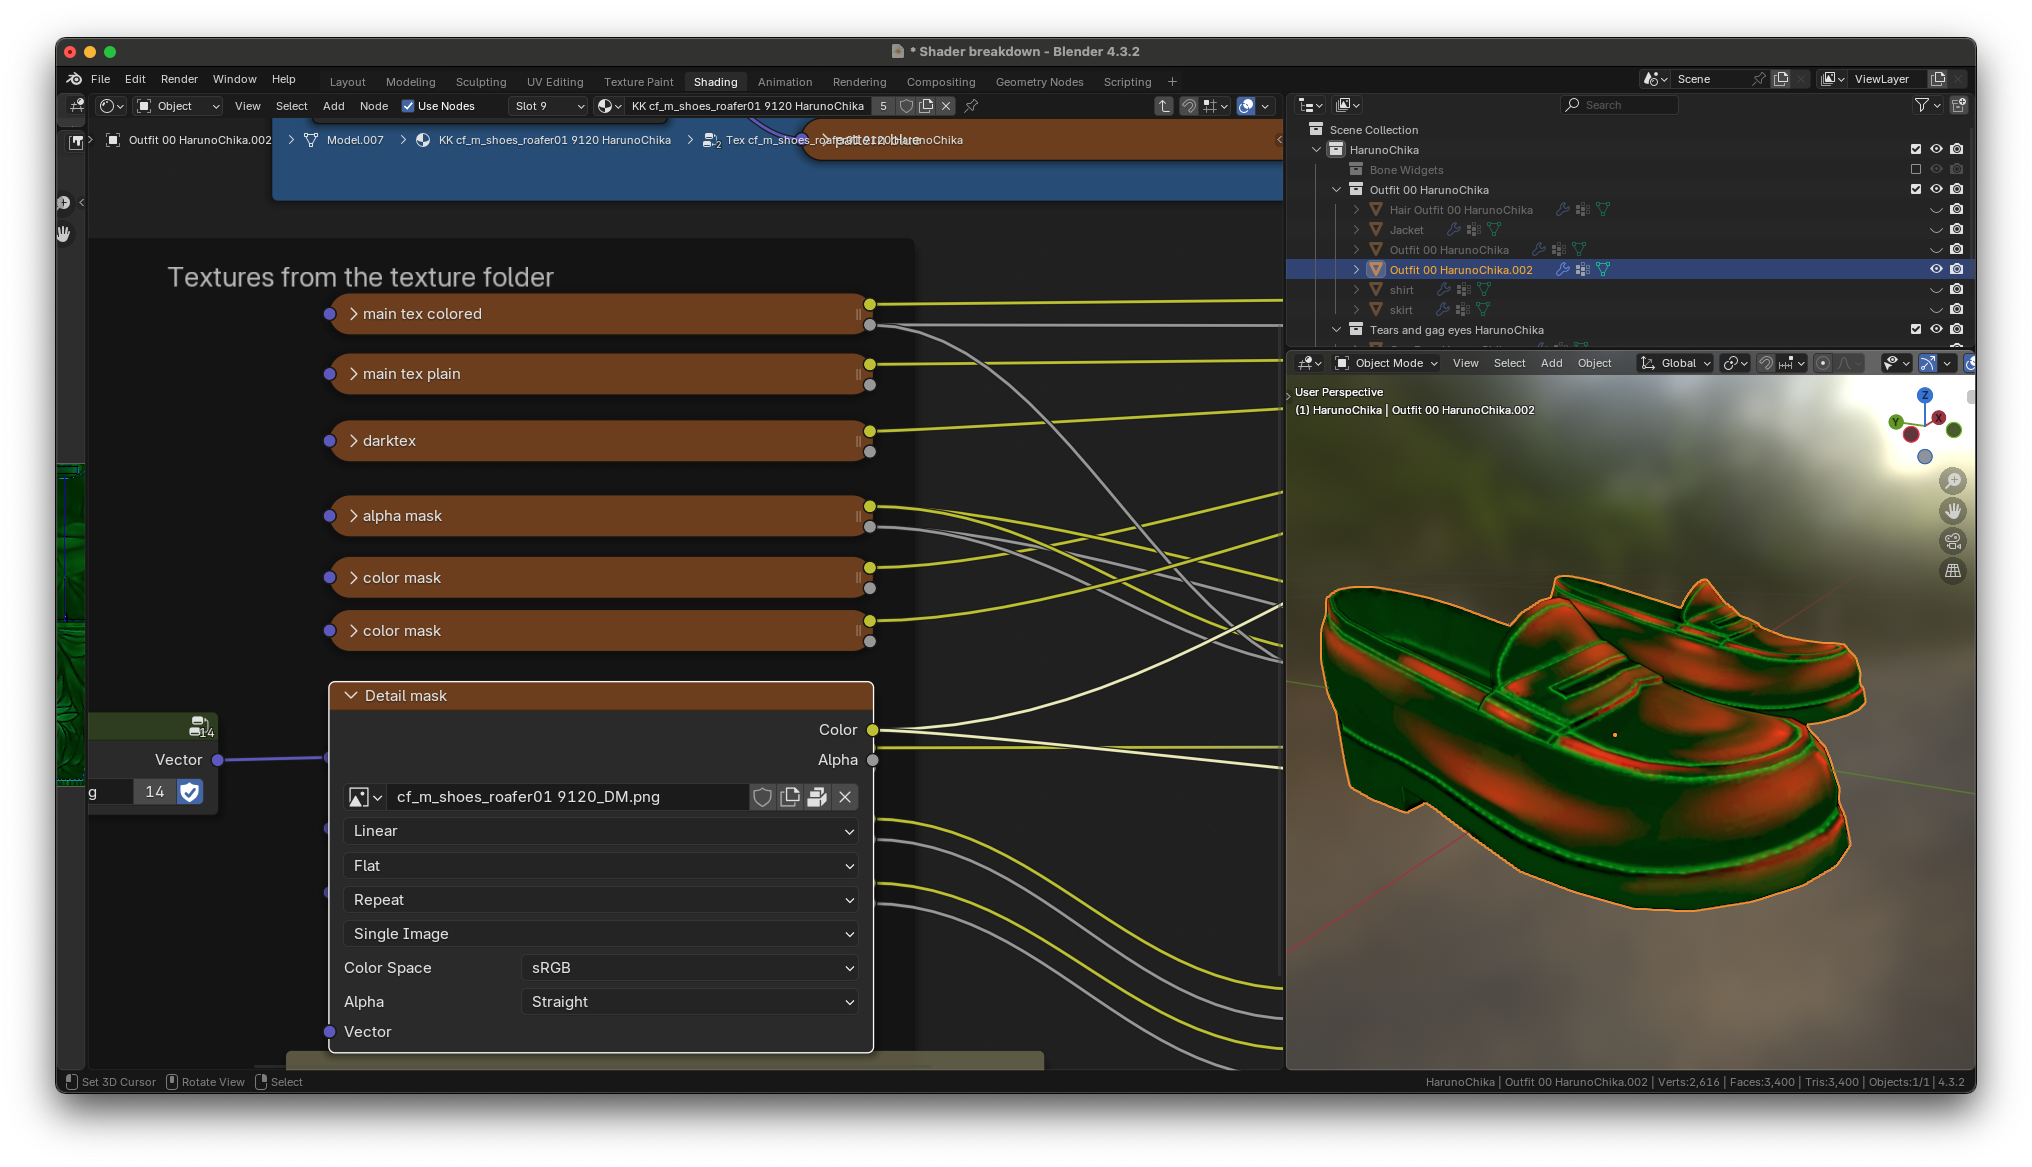 * Shader breakdown - Blender 4.3.2
File Edit Render Window Help
Layout Modeling Sculpting UV Editing Texture Paint Shading Animation Rendering Compositing Geometry Nodes Scripting +
Scene
ViewLayer
Object View Select Add Node Use Nodes Slot 9 KK cf_m_shoes_roafer01 9120 HarunoChika 5
Outfit 00 HarunoChika.002 Model.007 KK cf_m_shoes_roafer01 9120 HarunoChika 2 Tex cf_m_shoes_roafer01 9120 HarunoChika
pattern blue
Textures from the texture folder
main tex colored
main tex plain
darktex
alpha mask
color mask
color mask
Detail mask
Color
Alpha
14
Vector
g 14
cf_m_shoes_roafer01 9120_DM.png
Linear
Flat
Repeat
Single Image
Color Space sRGB
Alpha Straight
Vector
Search
Scene Collection
HarunoChika
Bone Widgets
Outfit 00 HarunoChika
Hair Outfit 00 HarunoChika
Jacket
Outfit 00 HarunoChika
Outfit 00 HarunoChika.002
shirt
skirt
Tears and gag eyes HarunoChika
Object Mode View Select Add Object Global
User Perspective
(1) HarunoChika | Outfit 00 HarunoChika.002
Z
Y
X
Set 3D Cursor Rotate View Select
HarunoChika | Outfit 00 HarunoChika.002 | Verts:2,616 | Faces:3,400 | Tris:3,400 | Objects:1/1 | 4.3.2